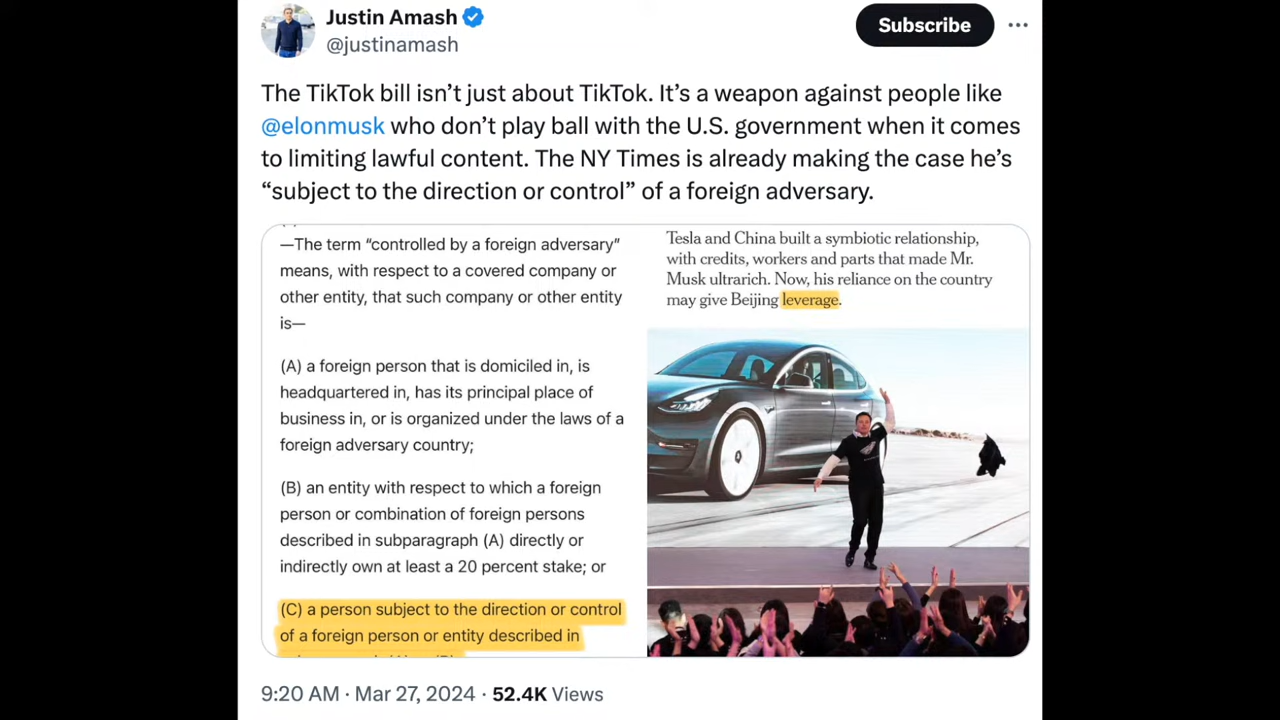 Justin Amash
@justinamash
Subscribe
The TikTok bill isn’t just about TikTok. It’s a weapon against people like
@elonmusk who don’t play ball with the U.S. government when it comes
to limiting lawful content. The NY Times is already making the case he’s
“subject to the direction or control” of a foreign adversary.
—The term “controlled by a foreign adversary”
means, with respect to a covered company or
other entity, that such company or other entity
is—
(A) a foreign person that is domiciled in, is
headquartered in, has its principal place of
business in, or is organized under the laws of a
foreign adversary country;
(B) an entity with respect to which a foreign
person or combination of foreign persons
described in subparagraph (A) directly or
indirectly own at least a 20 percent stake; or
(C) a person subject to the direction or control
of a foreign person or entity described in
Tesla and China built a symbiotic relationship,
with credits, workers and parts that made Mr.
Musk ultrarich. Now, his reliance on the country
may give Beijing leverage.
9:20 AM · Mar 27, 2024 · 52.4K Views